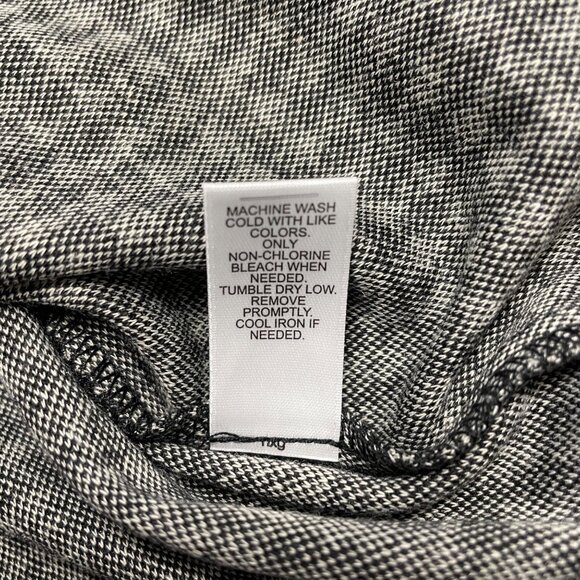 MACHINE WASH
COLD WITH LIKE
COLORS.
ONLY
NON-CHLORINE
BLEACH WHEN
NEEDED.
TUMBLE DRY LOW.
REMOVE
PROMPTLY.
COOL IRON IF
NEEDED.